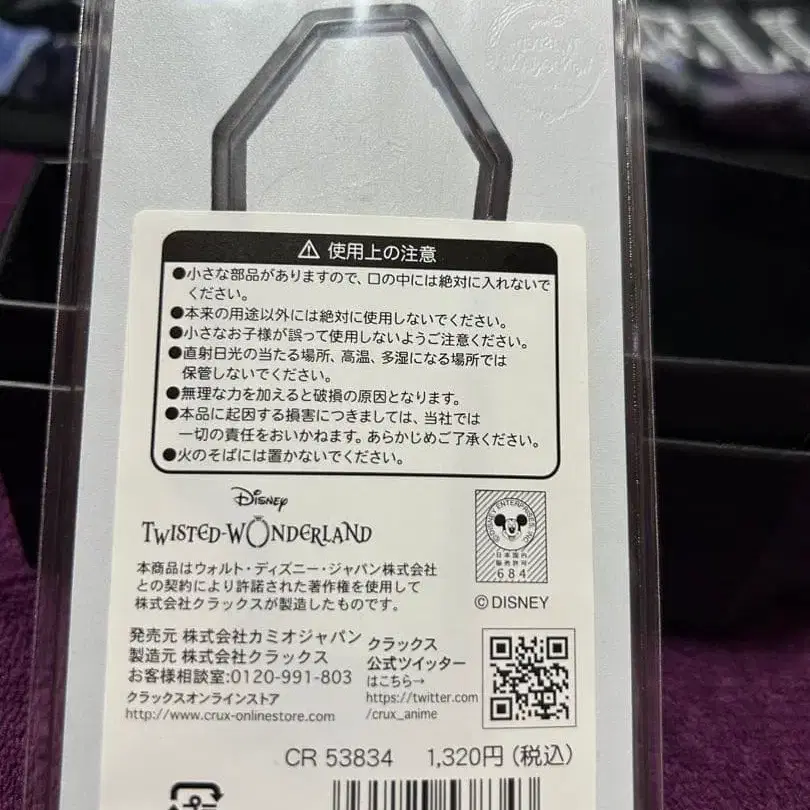 ⚠ 使用上の注意
●小さな部品がありますので、口の中には絶対に入れないで
ください。
●本来の用途以外には絶対に使用しないでください。
●小さなお子様が誤って使用しないようご注意ください。
●直射日光の当たる場所、高温、多湿になる場所では
保管しないでください。
●無理な力を加えると破損の原因となります。
●本品に起因する損害につきましては、当社では
一切の責任をおいかねます。あらかじめご了承ください。
●火のそばには置かないでください。
Disney
TWISTED-WONDERLAND
本商品はウォルト・ディズニー・ジャパン株式会社
との契約により許諾された著作権を使用して
株式会社クラックスが製造したものです。
©DISNEY ENTERPRISES, INC.
日本国内
販売許可
684
©DISNEY
発売元 株式会社カミオジャパン
製造元 株式会社クラックス
お客様相談室:0120-991-803
クラックスオンラインストア
http://www.crux-onlinestore.com
クラックス
公式ツイッター
はこちら→
https://twitter.com
/crux_anime
CR 53834 1,320円(税込)